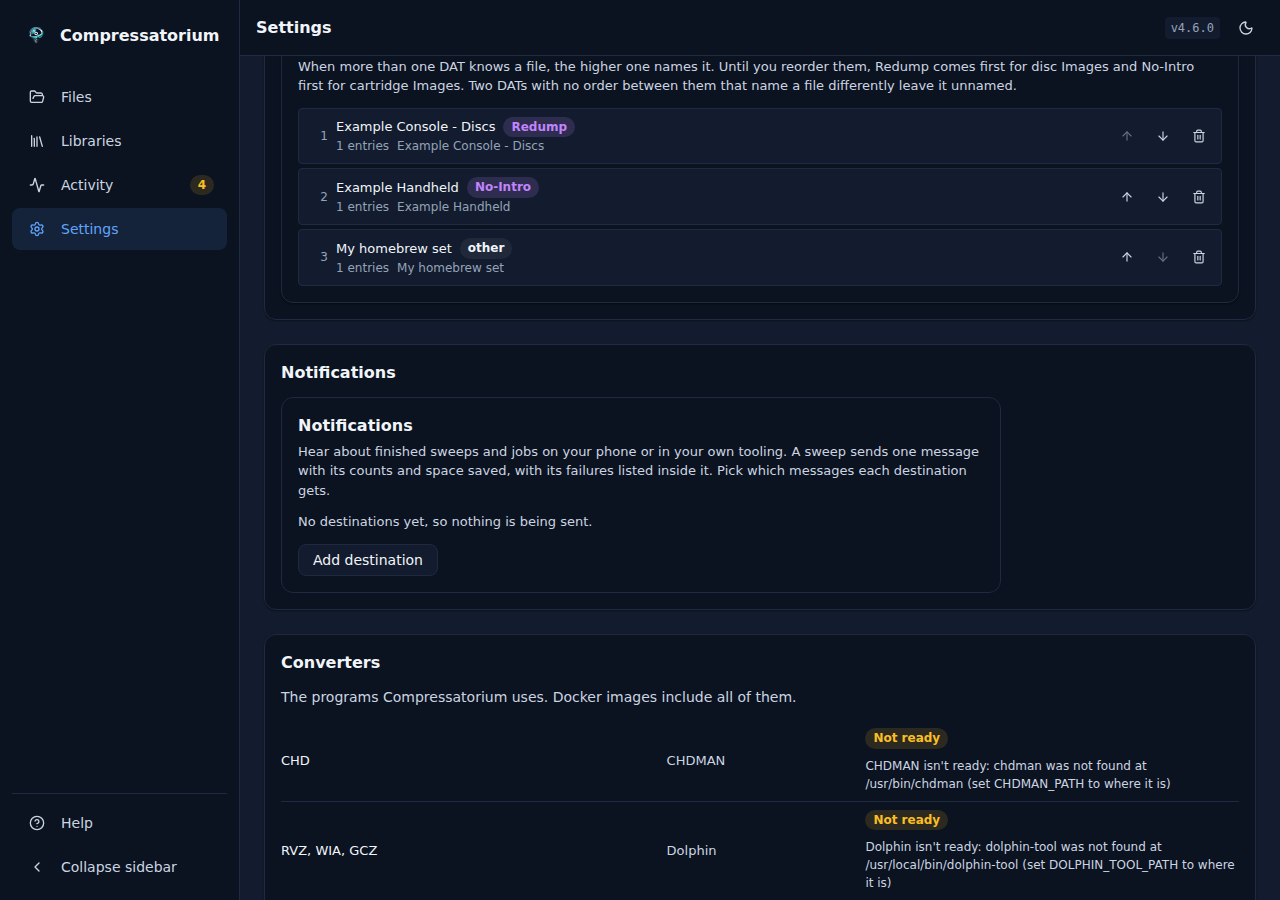 Compressatorium
Settings
v4.6.0
Files
Libraries
Activity
4
Settings
Help
Collapse sidebar
When more than one DAT knows a file, the higher one names it. Until you reorder them, Redump comes first for disc Images and No-Intro
first for cartridge Images. Two DATs with no order between them that name a file differently leave it unnamed.
1
Example Console - Discs Redump
1 entries Example Console - Discs
2
Example Handheld No-Intro
1 entries Example Handheld
3
My homebrew set other
1 entries My homebrew set
Notifications
Notifications
Hear about finished sweeps and jobs on your phone or in your own tooling. A sweep sends one message
with its counts and space saved, with its failures listed inside it. Pick which messages each destination
gets.
No destinations yet, so nothing is being sent.
Add destination
Converters
The programs Compressatorium uses. Docker images include all of them.
CHD
CHDMAN
Not ready
CHDMAN isn't ready: chdman was not found at
/usr/bin/chdman (set CHDMAN_PATH to where it is)
RVZ, WIA, GCZ
Dolphin
Not ready
Dolphin isn't ready: dolphin-tool was not found at
/usr/local/bin/dolphin-tool (set DOLPHIN_TOOL_PATH to where
it is)